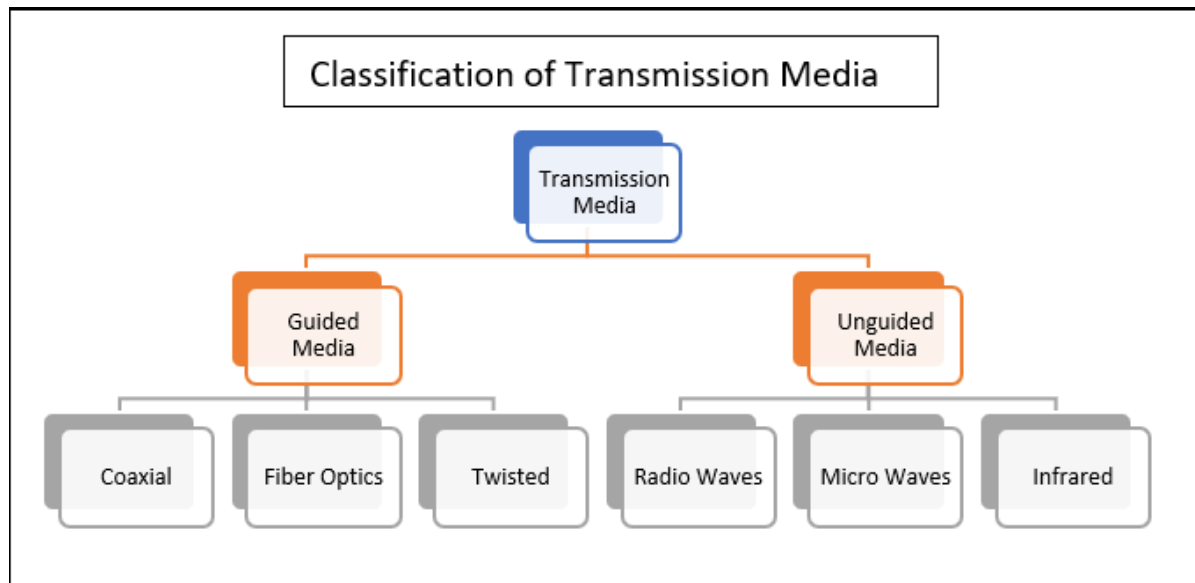 Classification of Transmission Media
Transmission
Media
Guided
Media
Unguided
Media
Coaxial
Fiber Optics
Twisted
Radio Waves
Micro Waves
Infrared